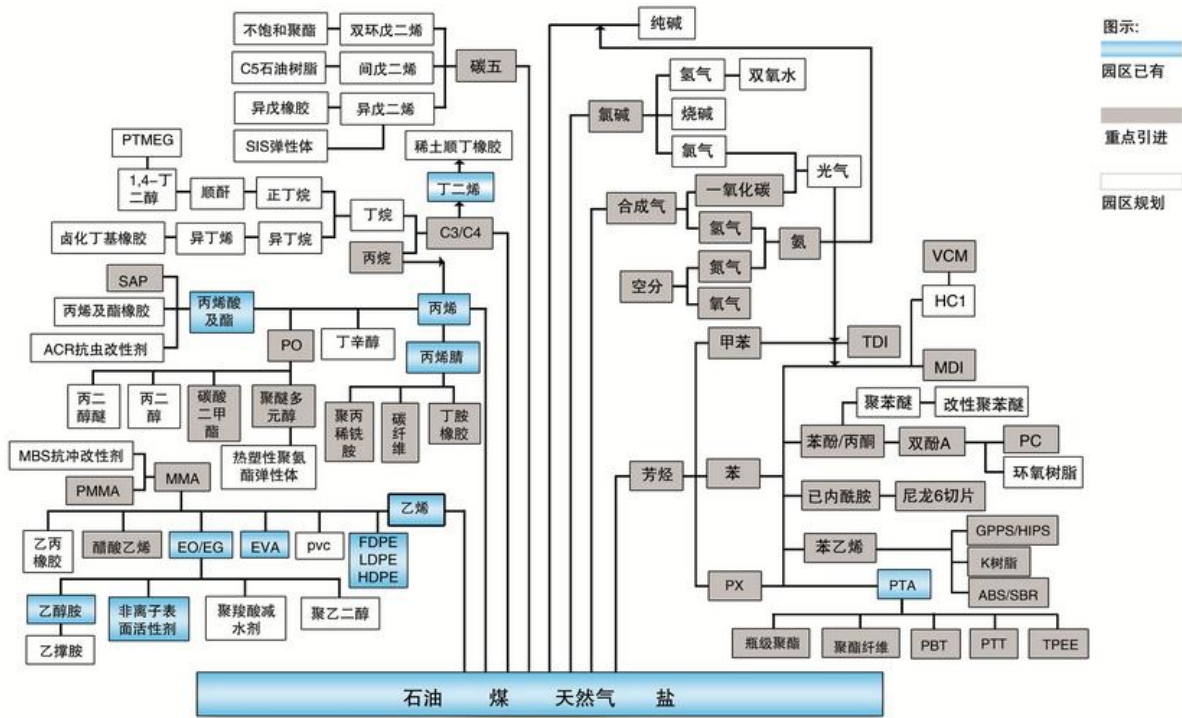 不饱和聚酯
双环戊二烯
C5石油树脂
间戊二烯
碳五
异戊橡胶
异戊二烯
SIS弹性体
PTMEG
稀土顺丁橡胶
1,4-丁
二醇
顺酐
正丁烷
丁二烯
丁烷
卤化丁基橡胶
异丁烯
异丁烷
C3/C4
丙烷
SAP
丙烯及酯橡胶
丙烯酸
及酯
丙烯
ACR抗虫改性剂
PO
丁辛醇
丙烯腈
丙二
醇醚
丙二
醇
碳酸
二甲
酯
聚醚多
元醇
聚丙
稀铣
胺
碳
纤
维
丁胺
橡胶
MBS抗冲改性剂
热塑性聚氨
酯弹性体
PMMA
MMA
乙烯
乙丙
橡胶
醋酸乙烯
EO/EG
EVA
pvc
FDPE
LDPE
HDPE
乙醇胺
非离子表
面活性剂
聚羧酸减
水剂
聚乙二醇
乙撑胺
纯碱
氯碱
氢气
双氧水
烧碱
氯气
光气
合成气
一氧化碳
氢气
氨
空分
氮气
氧气
VCM
HC1
甲苯
TDI
MDI
聚苯醚
改性聚苯醚
苯酚/丙酮
双酚A
PC
环氧树脂
芳烃
苯
已内酰胺
尼龙6切片
苯乙烯
GPPS/HIPS
K树脂
ABS/SBR
PX
PTA
瓶级聚酯
聚酯纤维
PBT
PTT
TPEE
石油 煤 天然气 盐
图示:
园区已有
重点引进
园区规划